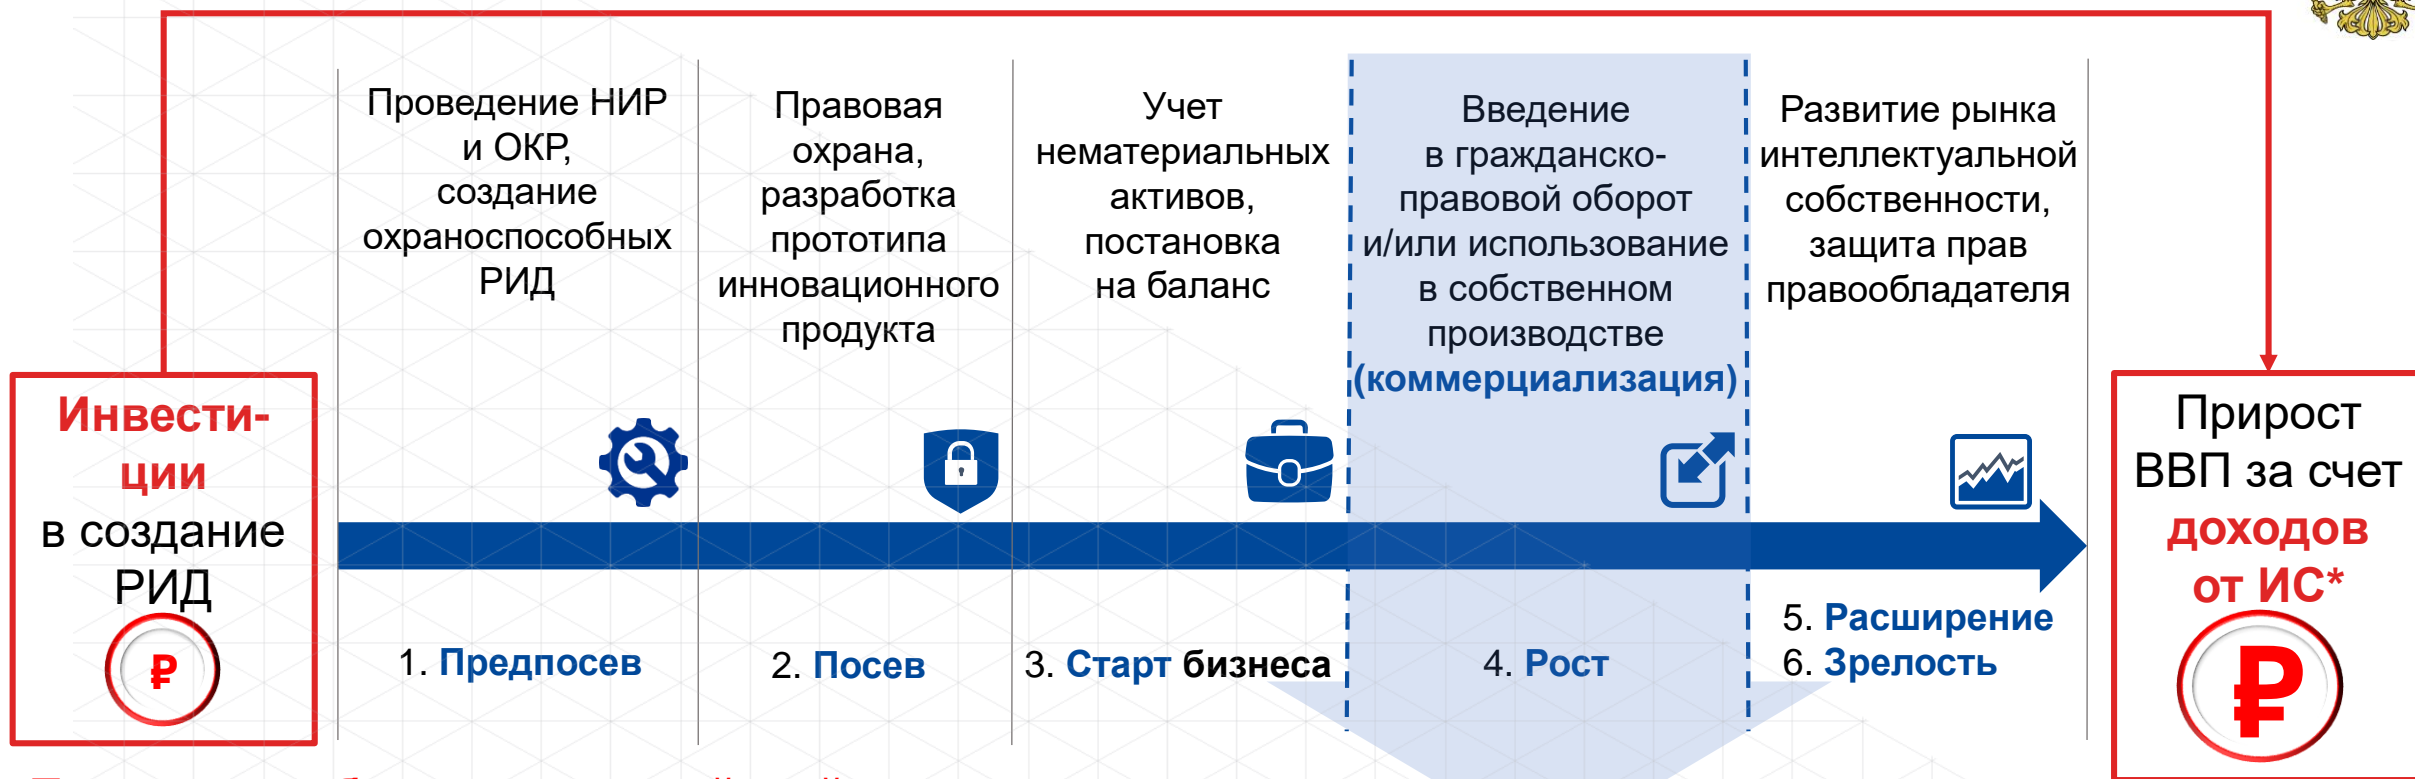 Проведение НИР
и ОКР,
создание
охраноспособных
РИД
Правовая
охрана,
разработка
прототипа
инновационного
продукта
Учет
нематериальных
активов,
постановка
на баланс
Введение
в гражданско-
правовой оборот
и/или использование
в собственном
производстве
(коммерциализация)
Развитие рынка
интеллектуальной
собственности,
защита прав
правообладателя
Инвести-
ции
в создание
РИД
₽
1. Предпосев
2. Посев
3. Старт бизнеса
4. Рост
5. Расширение
6. Зрелость
Прирост
ВВП за счет
доходов
от ИС*
₽